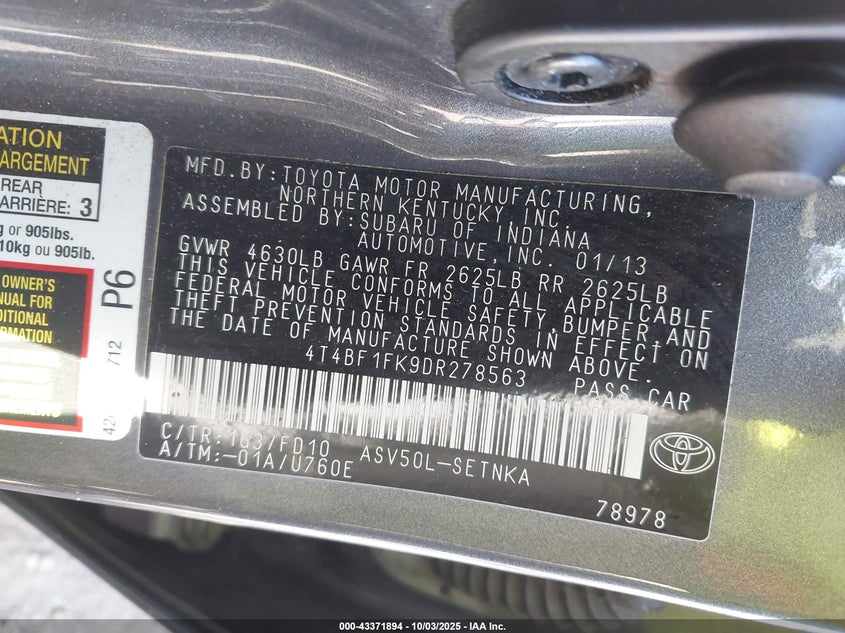 ATION
CHARGEMENT
REAR
ARRIÈRE: 3
g or 905lbs.
10kg ou 905lb.
OWNER'S
ANUAL FOR
DITIONAL
ORMATION
P6
712
MFD.BY:TOYOTA MOTOR MANUFACTURING,
NORTHERN KENTUCKY INC.
ASSEMBLED BY:SUBARU OF INDIANA
AUTOMOTIVE,INC. 01/13
GVWR 4630LB GAWR FR 2625LB RR 2625LB
THIS VEHICLE CONFORMS TO ALL APPLICABLE
FEDERAL MOTOR VEHICLE SAFETY,BUMPER,AND
THEFT PREVENTION STANDARDS IN EFFECT ON
THE DATE OF MANUFACTURE SHOWN ABOVE.
4T4BF1FK9DR278563 PASS.CAR
C/TR:1G3/FD10 ASV50L-SETNKA
A/TM:-01A/U760E
78978
000-43371894 - 10/03/2025 - IAA Inc.